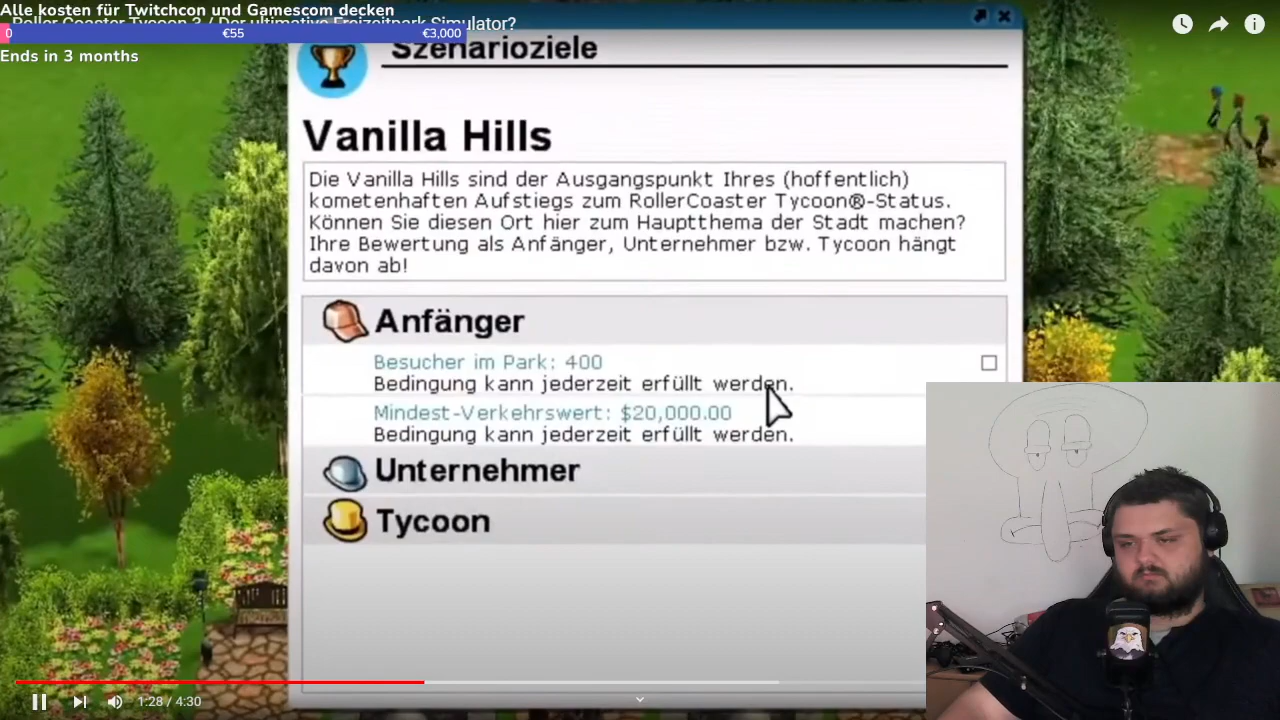 Alle kosten für Twitchcon und Gamescom decken
Roller Coaster Tycoon 3 / Der ultimative Freizeitpark Simulator?
0 €55 €3,000
Ends in 3 months
Szenarioziele
Vanilla Hills
Die Vanilla Hills sind der Ausgangspunkt Ihres (hoffentlich)
kometenhaften Aufstiegs zum RollerCoaster Tycoon®-Status.
Können Sie diesen Ort hier zum Hauptthema der Stadt machen?
Ihre Bewertung als Anfänger, Unternehmer bzw. Tycoon hängt
davon ab!
Anfänger
Besucher im Park: 400
Bedingung kann jederzeit erfüllt werden.
Mindest-Verkehrswert: $20,000.00
Bedingung kann jederzeit erfüllt werden.
Unternehmer
Tycoon
1:28 / 4:30